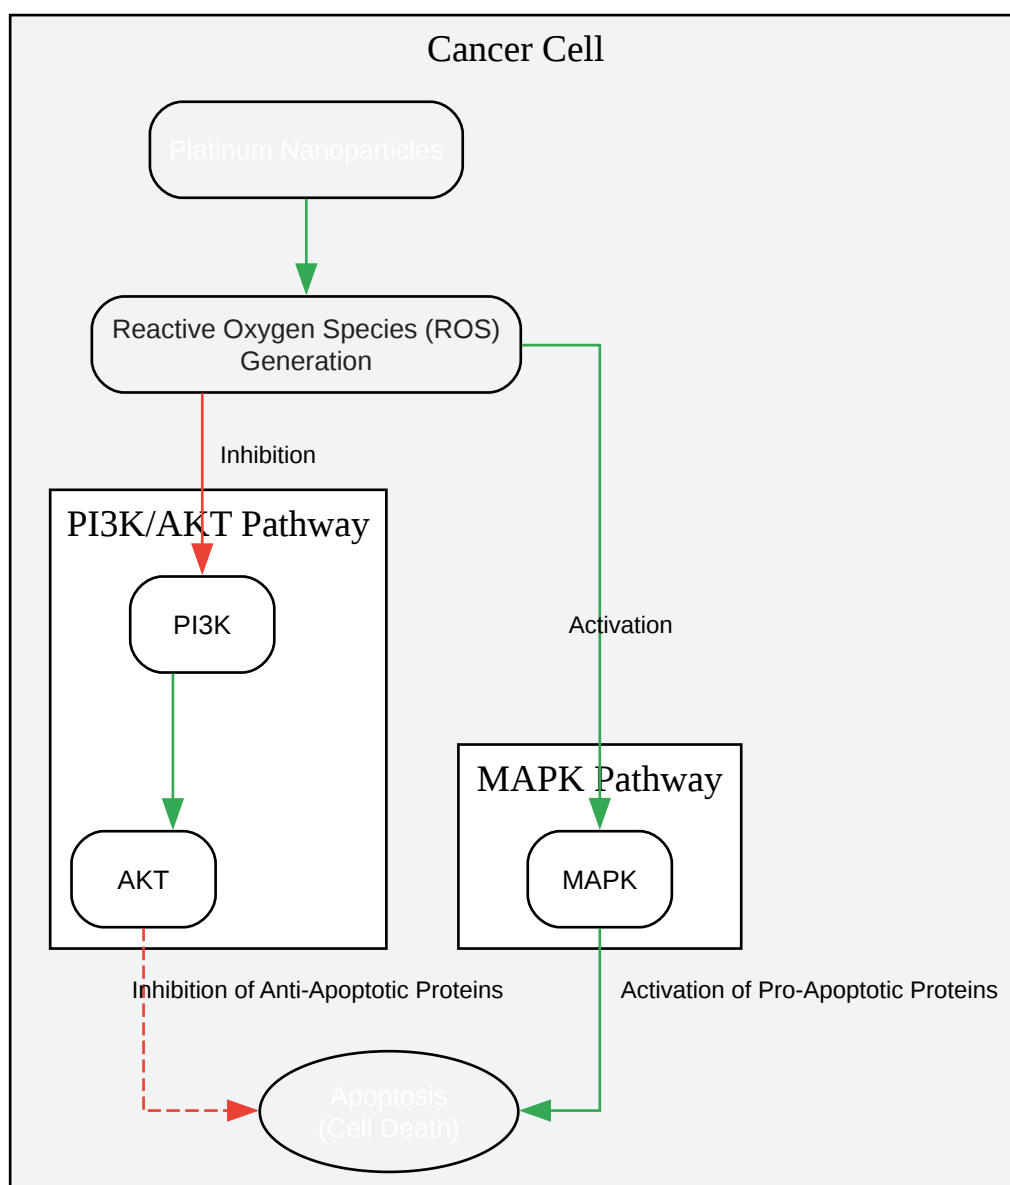 Cancer Cell
Platinum Nanoparticles
Reactive Oxygen Species (ROS)
Generation
Inhibition
PI3K/AKT Pathway
PI3K
Activation
MAPK Pathway
AKT
MAPK
Inhibition of Anti-Apoptotic Proteins
Activation of Pro-Apoptotic Proteins
Apoptosis
(Cell Death)